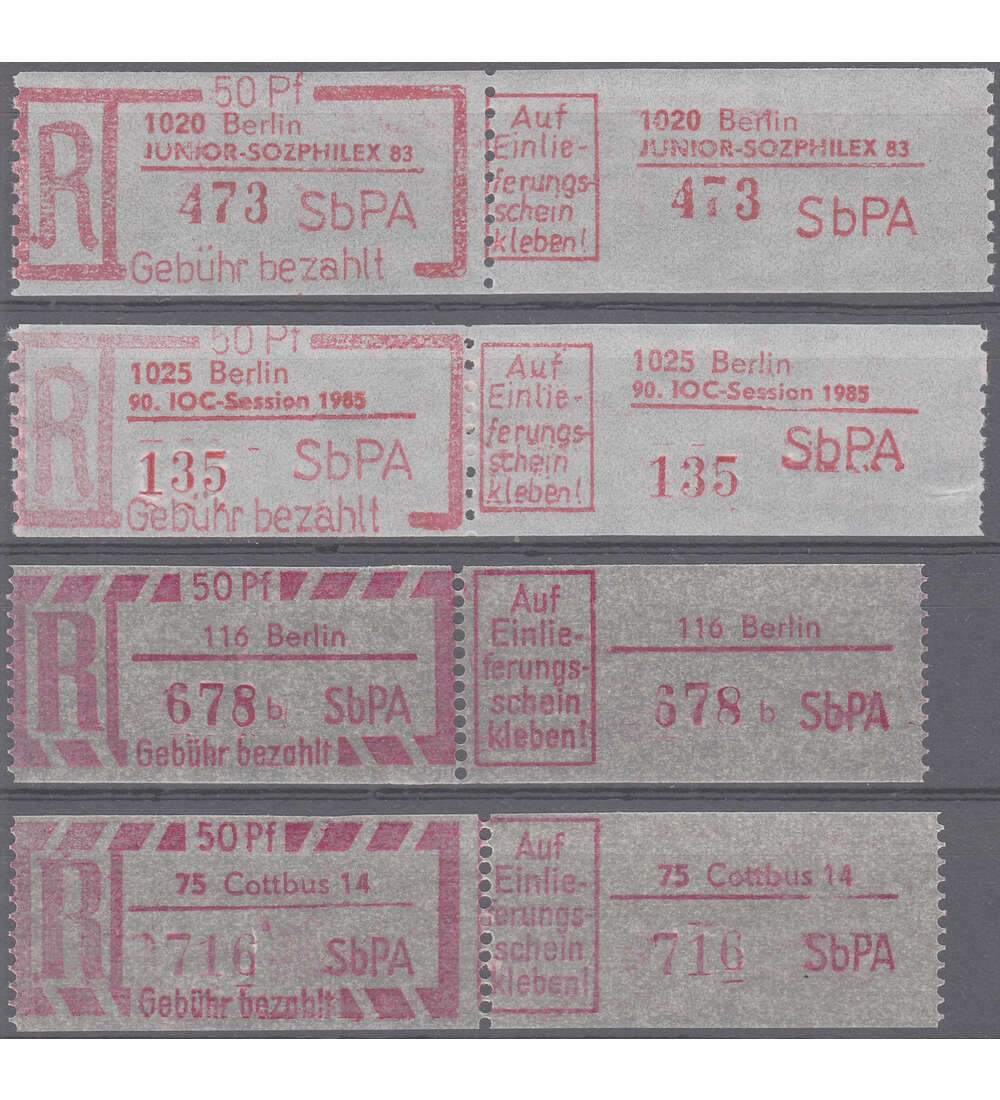 50 Pf
R
1020 Berlin
JUNIOR-SOZPHILEX 83
473 SbPA
Gebühr bezahlt
Auf
Einlie-
ferungs-
schein
kleben!
1020 Berlin
JUNIOR-SOZPHILEX 83
473 SbPA
50 Pf
R
1025 Berlin
90. IOC-Session 1985
135 SbPA
Gebühr bezahlt
Auf
Einlie-
ferungs-
schein
kleben!
1025 Berlin
90. IOC-Session 1985
135 SbPA
50 Pf
R
116 Berlin
678 b SbPA
Gebühr bezahlt
Auf
Einlie-
ferungs-
schein
kleben!
116 Berlin
678 b SbPA
50 Pf
R
75 Cottbus 14
716 SbPA
Gebühr bezahlt
Auf
Einlie-
ferungs-
schein
kleben!
75 Cottbus 14
716 SbPA